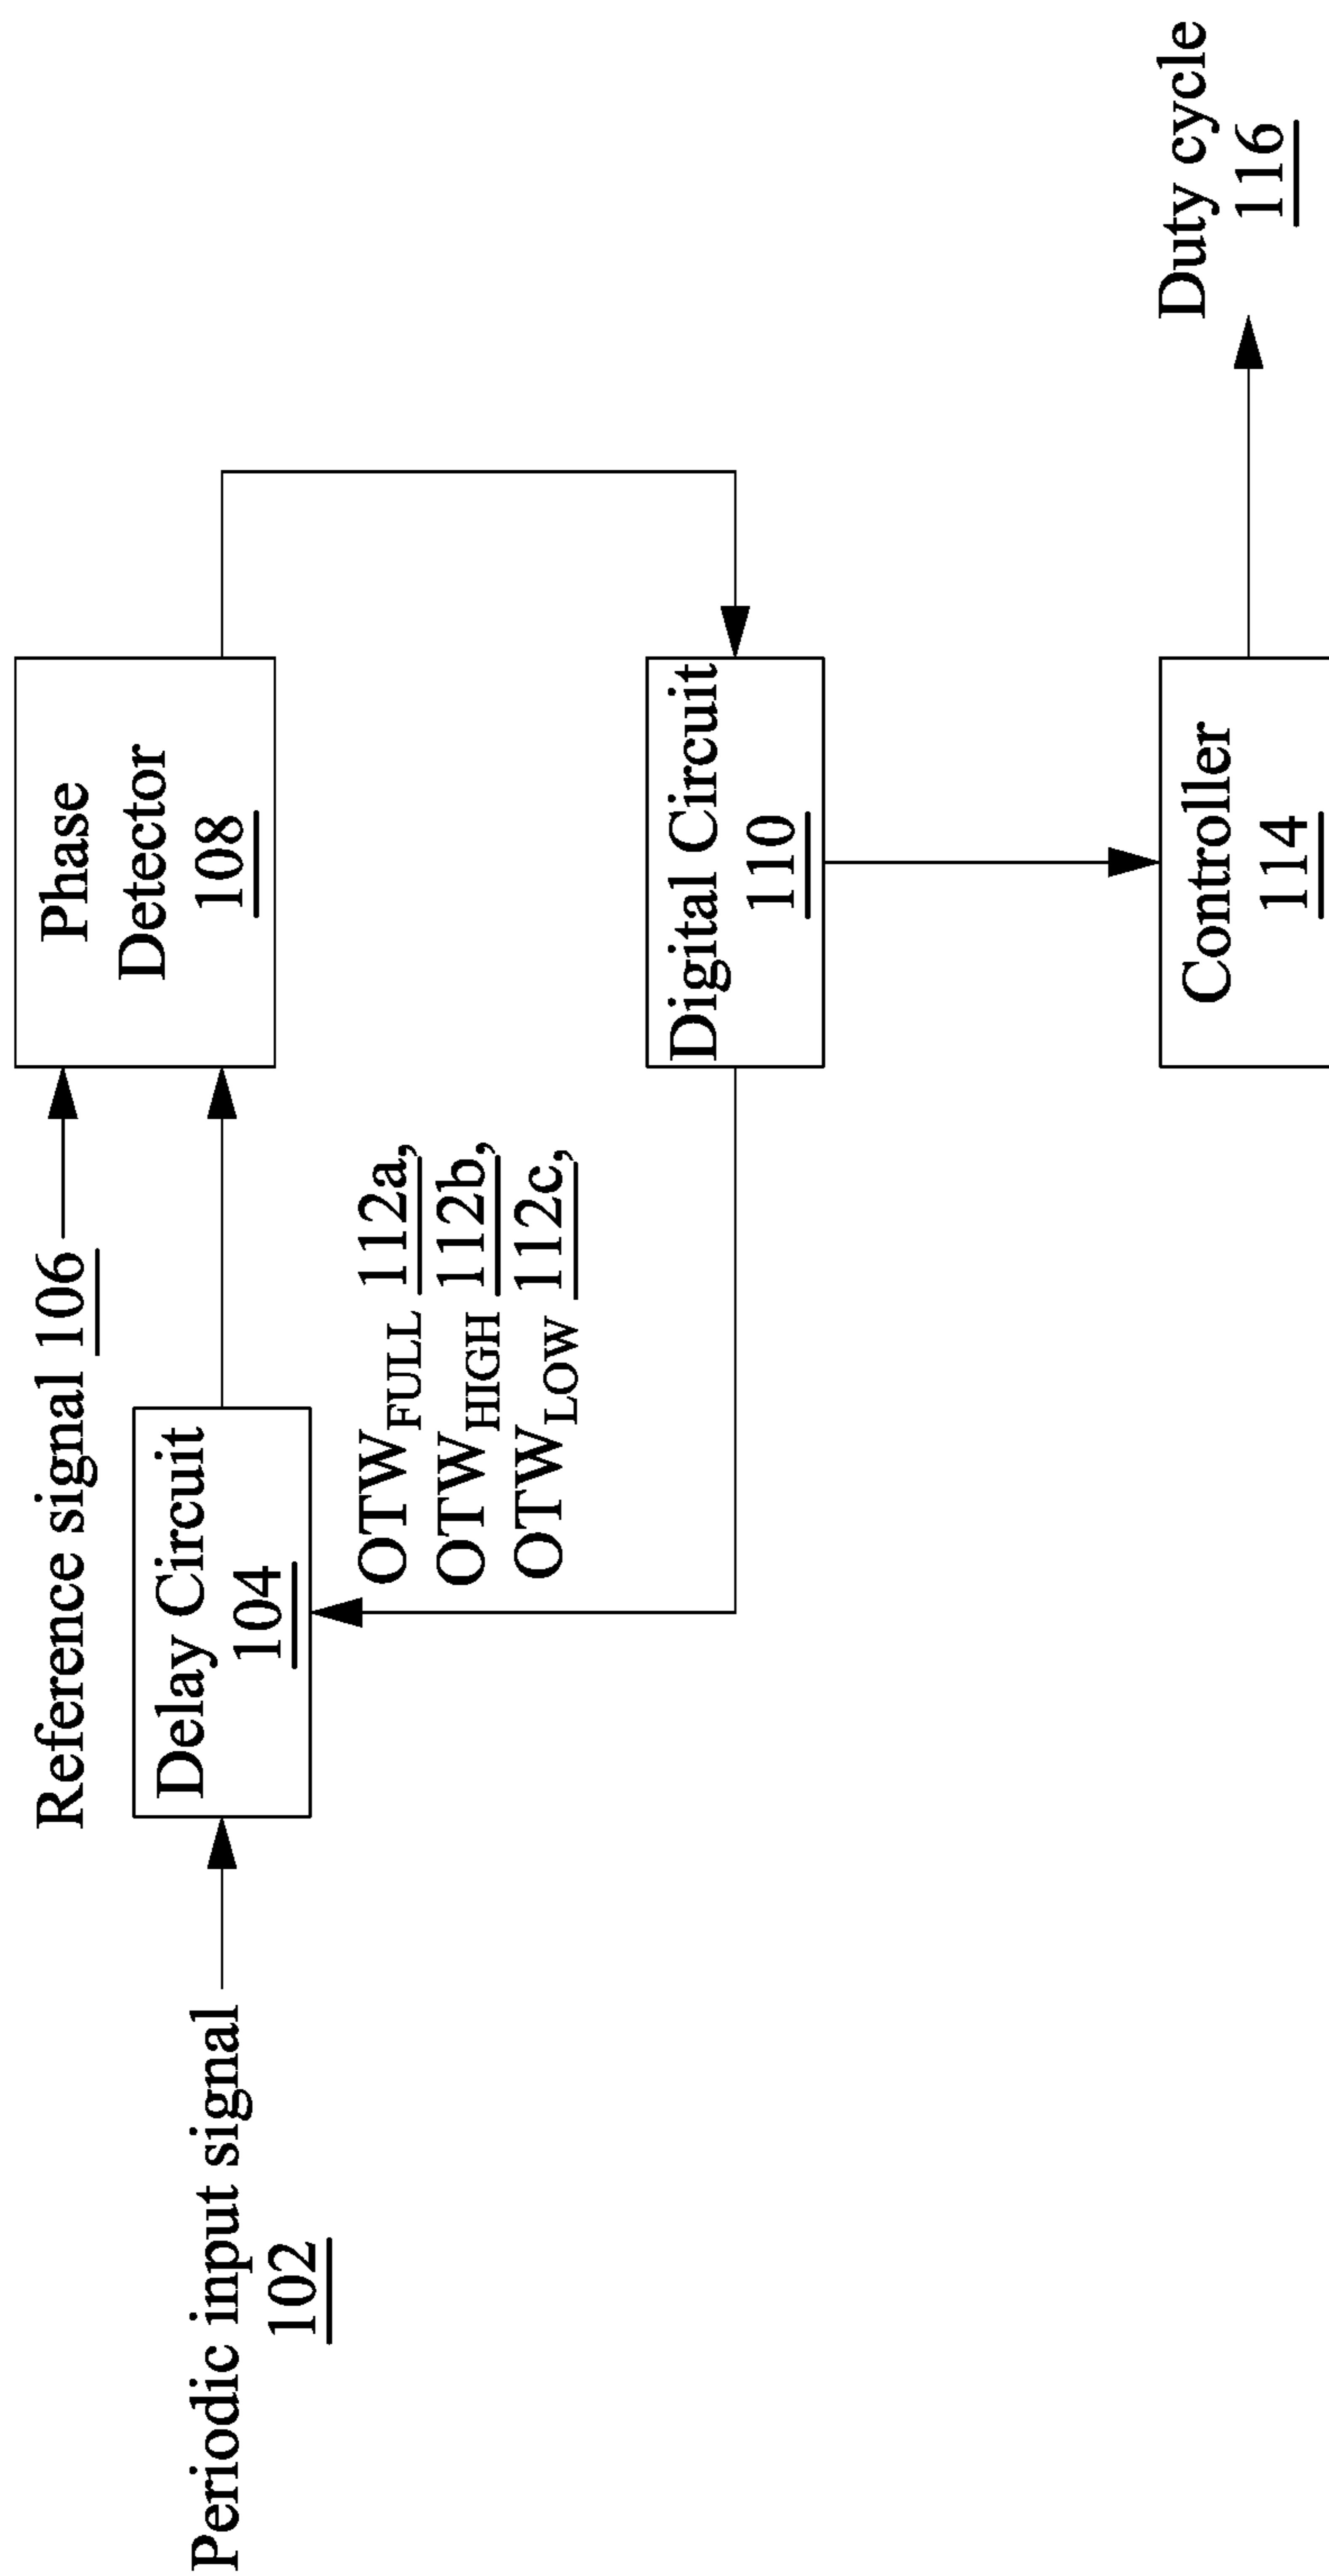 Reference signal 106
Periodic input signal
102
Delay Circuit
104
Phase
Detector
108
OTWFULL 112a,
OTWHIGH 112b,
OTWLOW 112c,
Digital Circuit
110
Controller
114
Duty cycle
116